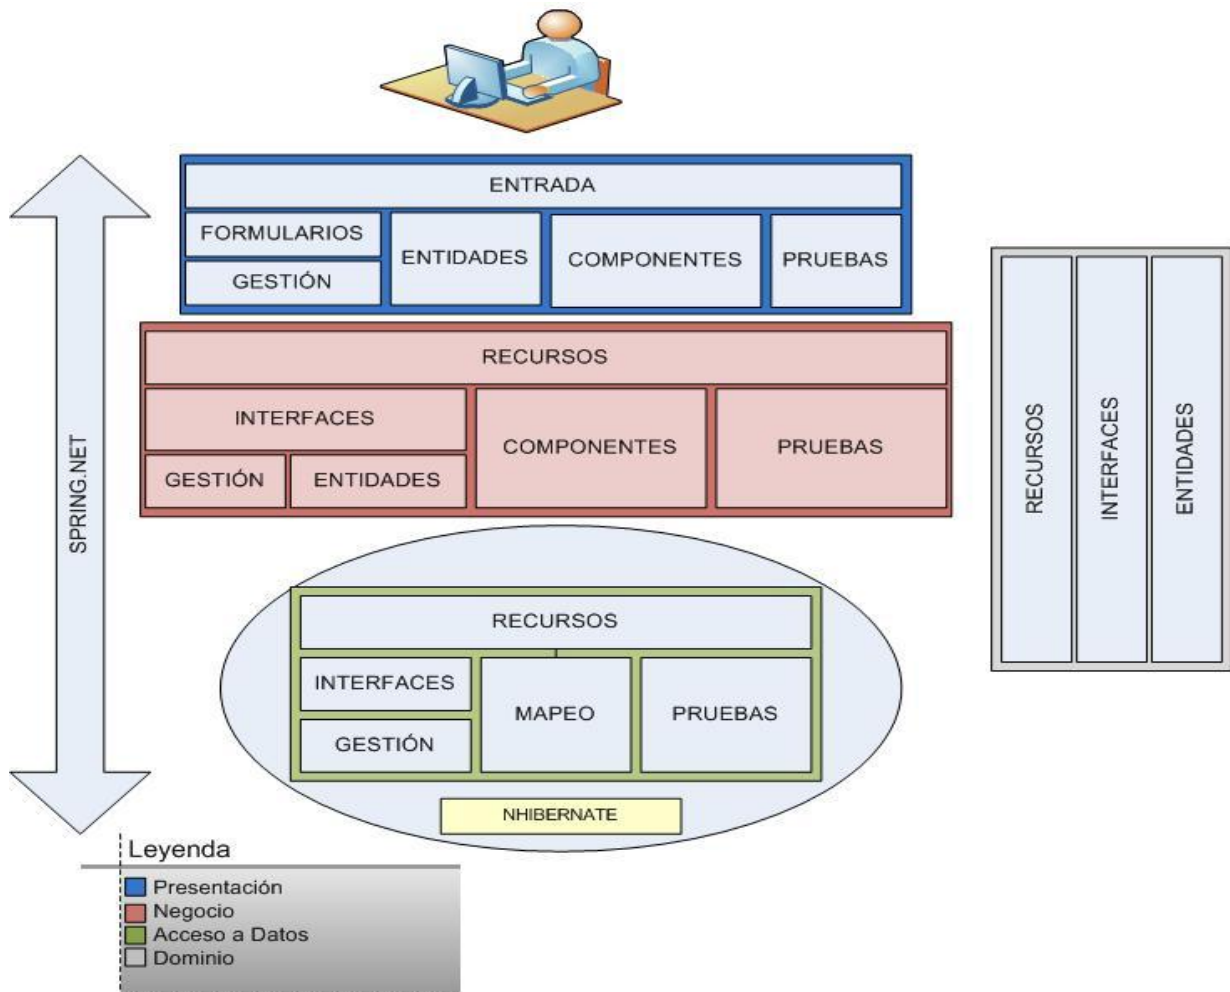 ENTRADA
FORMULARIOS
GESTIÓN
ENTIDADES
COMPONENTES
PRUEBAS
RECURSOS
INTERFACES
GESTIÓN
ENTIDADES
COMPONENTES
PRUEBAS
RECURSOS
INTERFACES
GESTIÓN
MAPEO
PRUEBAS
NHIBERNATE
SPRING.NET
RECURSOS
INTERFACES
ENTIDADES
Leyenda
Presentación
Negocio
Acceso a Datos
Dominio